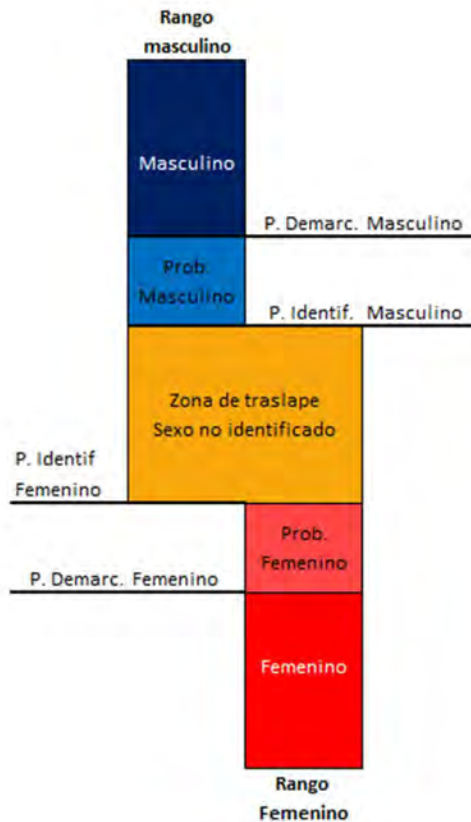 Rango
masculino
Masculino
P. Demarc. Masculino
Prob.
Masculino
P. Identif. Masculino
Zona de traslape
Sexo no identificado
P. Identif
Femenino
Prob.
Femenino
P. Demarc. Femenino
Femenino
Rango
Femenino